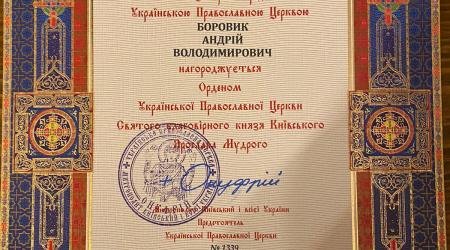 Українською Православною Церквою
БОРОВИК
АНДРІЙ
ВОЛОДИМИРОВИЧ
нагороджується
Орденом
Української Православної Церкви
Святого благовірного князя Київського
Ярослава Мудрого
+ Онуфрій
Митрополит Київський і всієї України
Предстоятель
Української Православної Церкви
№ 1339